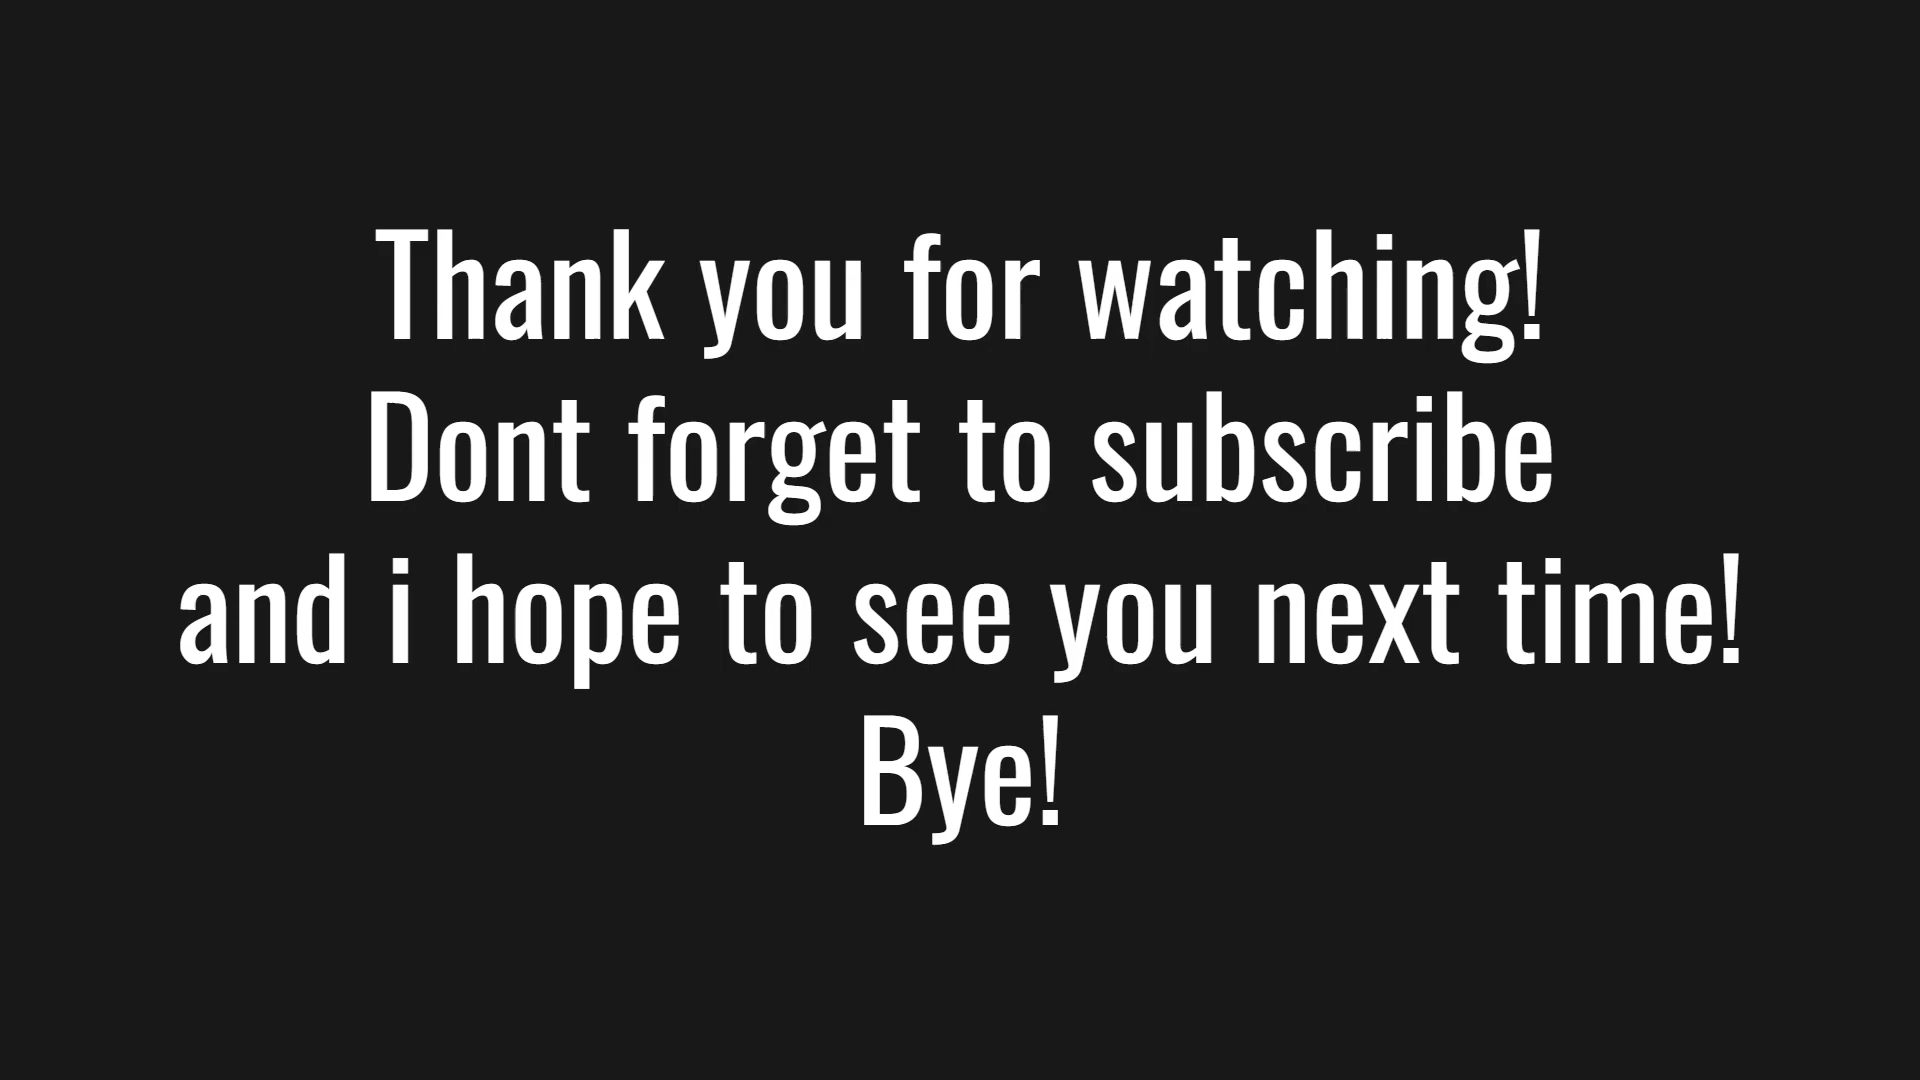 Thank you for watching!
Dont forget to subscribe
and i hope to see you next time!
Bye!